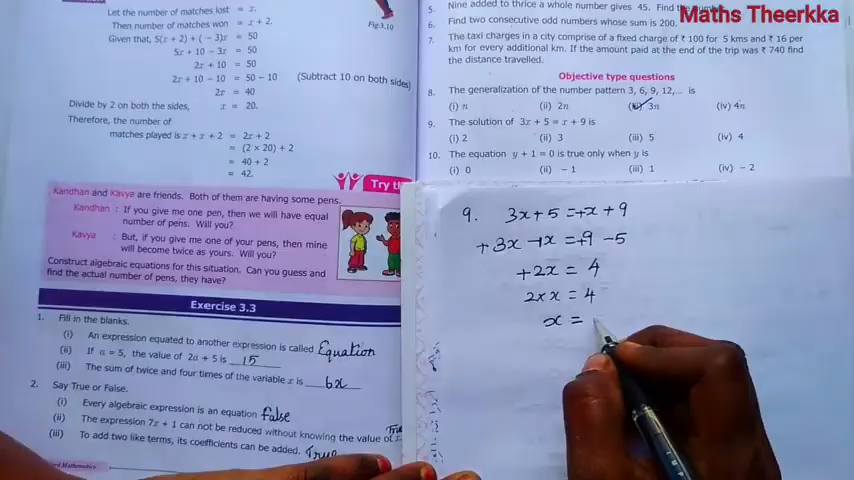 Let the number of matches lost = x.
Then number of matches won = x + 2.
Given that, 5(x + 2) + (− 3)x = 50
5x + 10 − 3x = 50
2x + 10 = 50
2x + 10 − 10 = 50 − 10 (Subtract 10 on both sides)
2x = 40
Divide by 2 on both the sides, x = 20.
Therefore, the number of
matches played is x + x + 2 = 2x + 2
= (2 × 20) + 2
= 40 + 2
= 42.
Fig 3.10
Try th
Kandhan and Kavya are friends. Both of them are having some pens.
Kandhan : If you give me one pen, then we will have equal
number of pens. Will you?
Kavya : But, if you give me one of your pens, then mine
will become twice as yours. Will you?
Construct algebraic equations for this situation. Can you guess and
find the actual number of pens, they have?
Exercise 3.3
1. Fill in the blanks.
(i) An expression equated to another expression is called Equation
(ii) If a = 5, the value of 2a + 5 is 15
(iii) The sum of twice and four times of the variable x is 6x
2. Say True or False.
(i) Every algebraic expression is an equation false
(ii) The expression 7x + 1 can not be reduced without knowing the value of x. True
(iii) To add two like terms, its coefficients can be added. True
Mathematics
Maths Theerkka
5. Nine added to thrice a whole number gives 45. Find the
6. Find two consecutive odd numbers whose sum is 200.
7. The taxi charges in a city comprise of a fixed charge of ₹ 100 for 5 kms and ₹ 16 per
km for every additional km. If the amount paid at the end of the trip was ₹ 740 find
the distance travelled.
Objective type questions
8. The generalization of the number pattern 3, 6, 9, 12,... is
(i) n (ii) 2n (iii) 3n (iv) 4n
9. The solution of 3x + 5 = x + 9 is
(i) 2 (ii) 3 (iii) 5 (iv) 4
10. The equation y + 1 = 0 is true only when y is
(i) 0 (ii) − 1 (iii) 1 (iv) − 2
9. 3x + 5 = +x + 9
+3x − 1x = +9 − 5
+2x = 4
2 × x = 4
x =